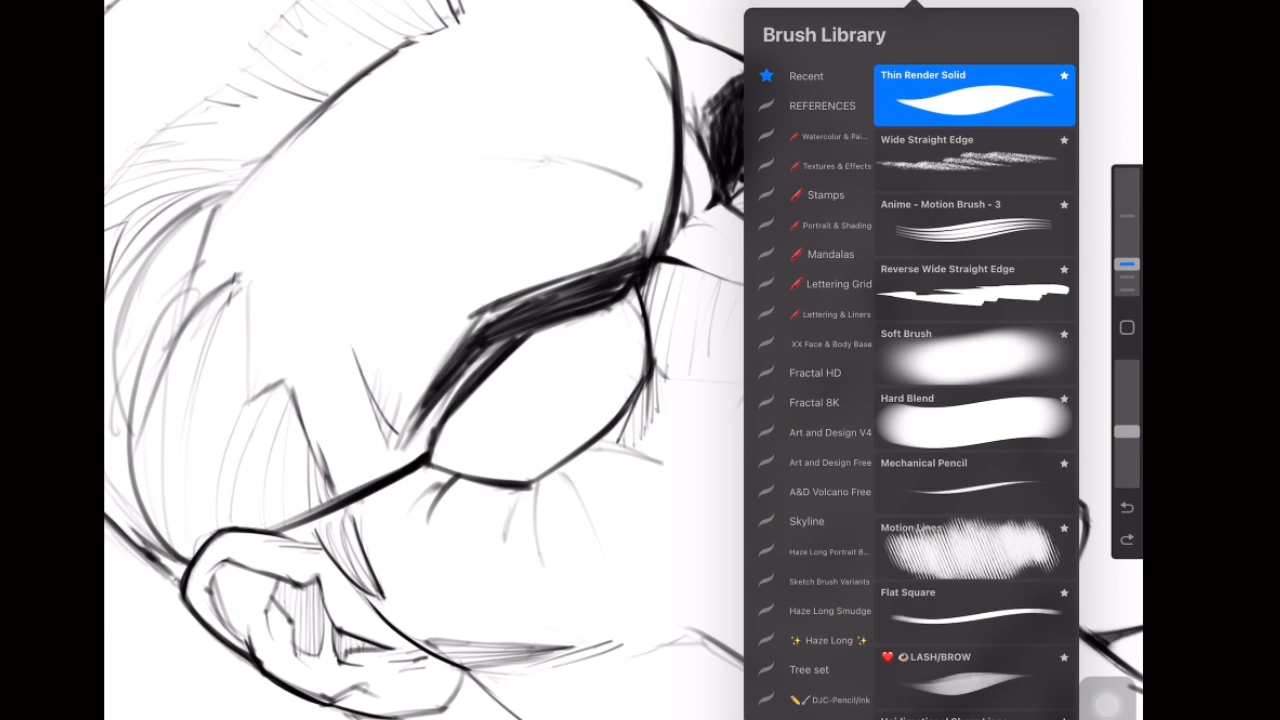 Brush Library
Recent
REFERENCES
Watercolor & Pai...
Textures & Effects
Stamps
Portrait & Shading
Mandalas
Lettering Grid
Lettering & Liners
XX Face & Body Base
Fractal HD
Fractal 8K
Art and Design V4
Art and Design Free
A&D Volcano Free
Skyline
Haze Long Portrait B...
Sketch Brush Variants
Haze Long Smudge
✨ Haze Long ✨
Tree set
✏️🖌️ DJC-Pencil/Ink
Thin Render Solid
Wide Straight Edge
Anime - Motion Brush - 3
Reverse Wide Straight Edge
Soft Brush
Hard Blend
Mechanical Pencil
Motion Lines
Flat Square
LASH/BROW